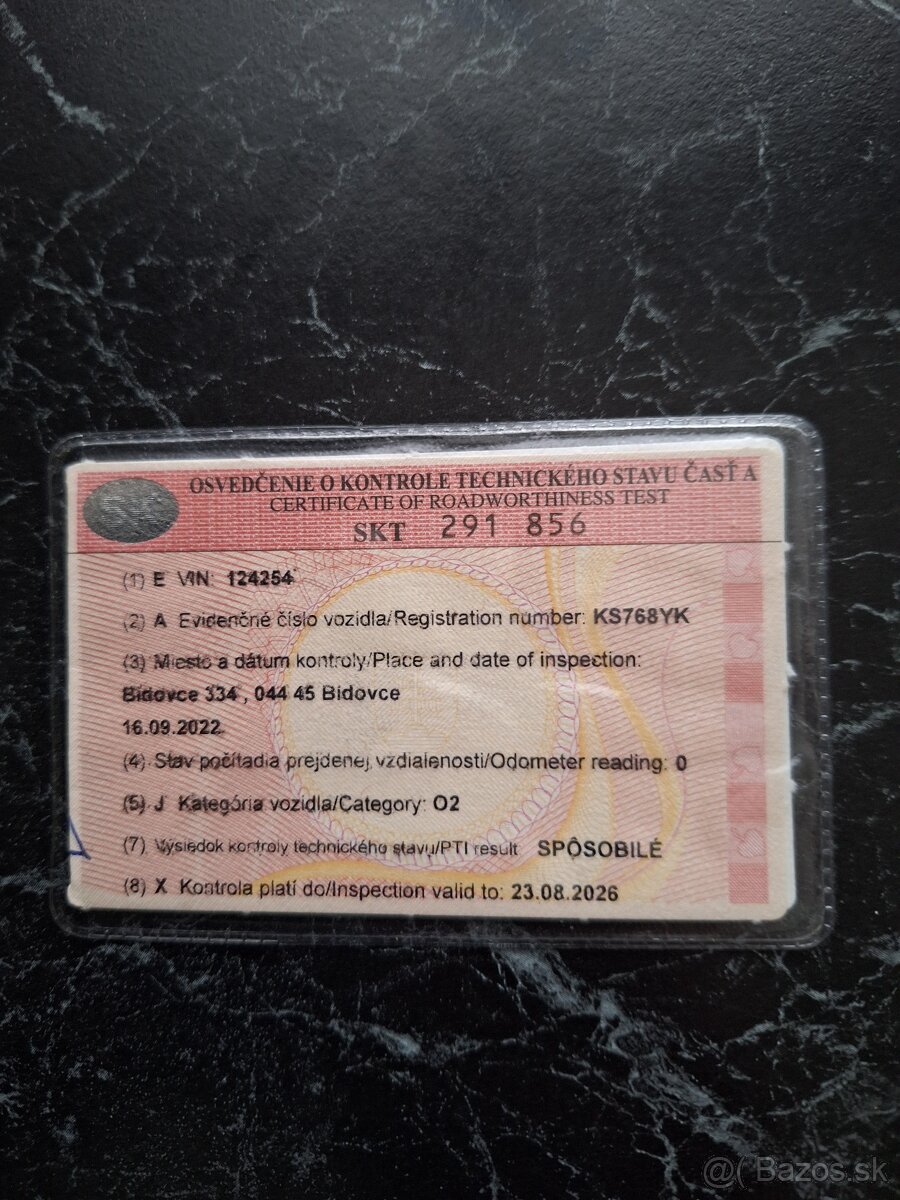 OSVEDČENIE O KONTROLE TECHNICKÉHO STAVU ČASŤ A
CERTIFICATE OF ROADWORTHINESS TEST
SKT 291 856
(1) E VIN: 124254
(2) A Evidenčné číslo vozidla/Registration number: KS768YK
(3) Miesto a dátum kontroly/Place and date of inspection:
Bidovce 334 , 044 45 Bidovce
16.09.2022
(4) Stav počítadla prejdenej vzdialenosti/Odometer reading: 0
(5) J Kategória vozidla/Category: O2
(7) Výsledok kontroly technického stavu/PTI result SPÔSOBILÉ
(8) X Kontrola platí do/Inspection valid to: 23.08.2026
@( Bazos.sk